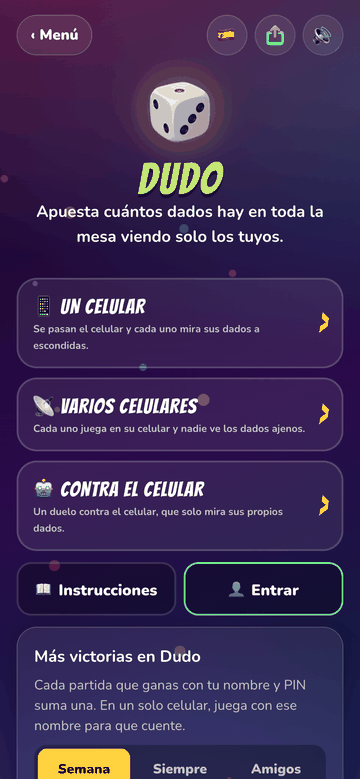 ‹ Menú
DUDO
Apuesta cuántos dados hay en toda la
mesa viendo solo los tuyos.
UN CELULAR
Se pasan el celular y cada uno mira sus dados a
escondidas.
VARIOS CELULARES
Cada uno juega en su celular y nadie ve los dados ajenos.
CONTRA EL CELULAR
Un duelo contra el celular, que solo mira sus propios
dados.
Instrucciones
Entrar
Más victorias en Dudo
Cada partida que ganas con tu nombre y PIN
suma una. En un solo celular, juega con ese
nombre para que cuente.
Semana
Siempre
Amigos